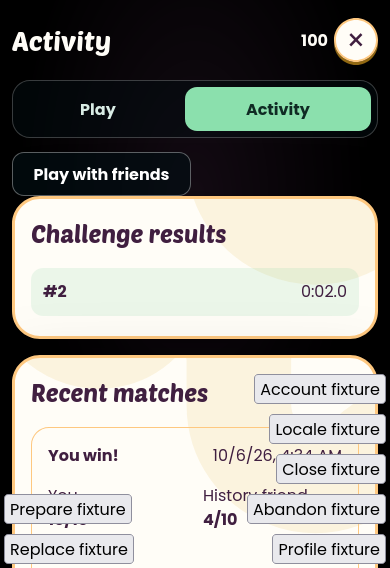 Activity
100
Play
Activity
Play with friends
Challenge results
#2 0:02.0
Recent matches
Account fixture
Locale fixture
You win! 10/6/26, 4:34 AM
Close fixture
You History friend
Prepare fixture
4/10
Abandon fixture
Replace fixture
Profile fixture